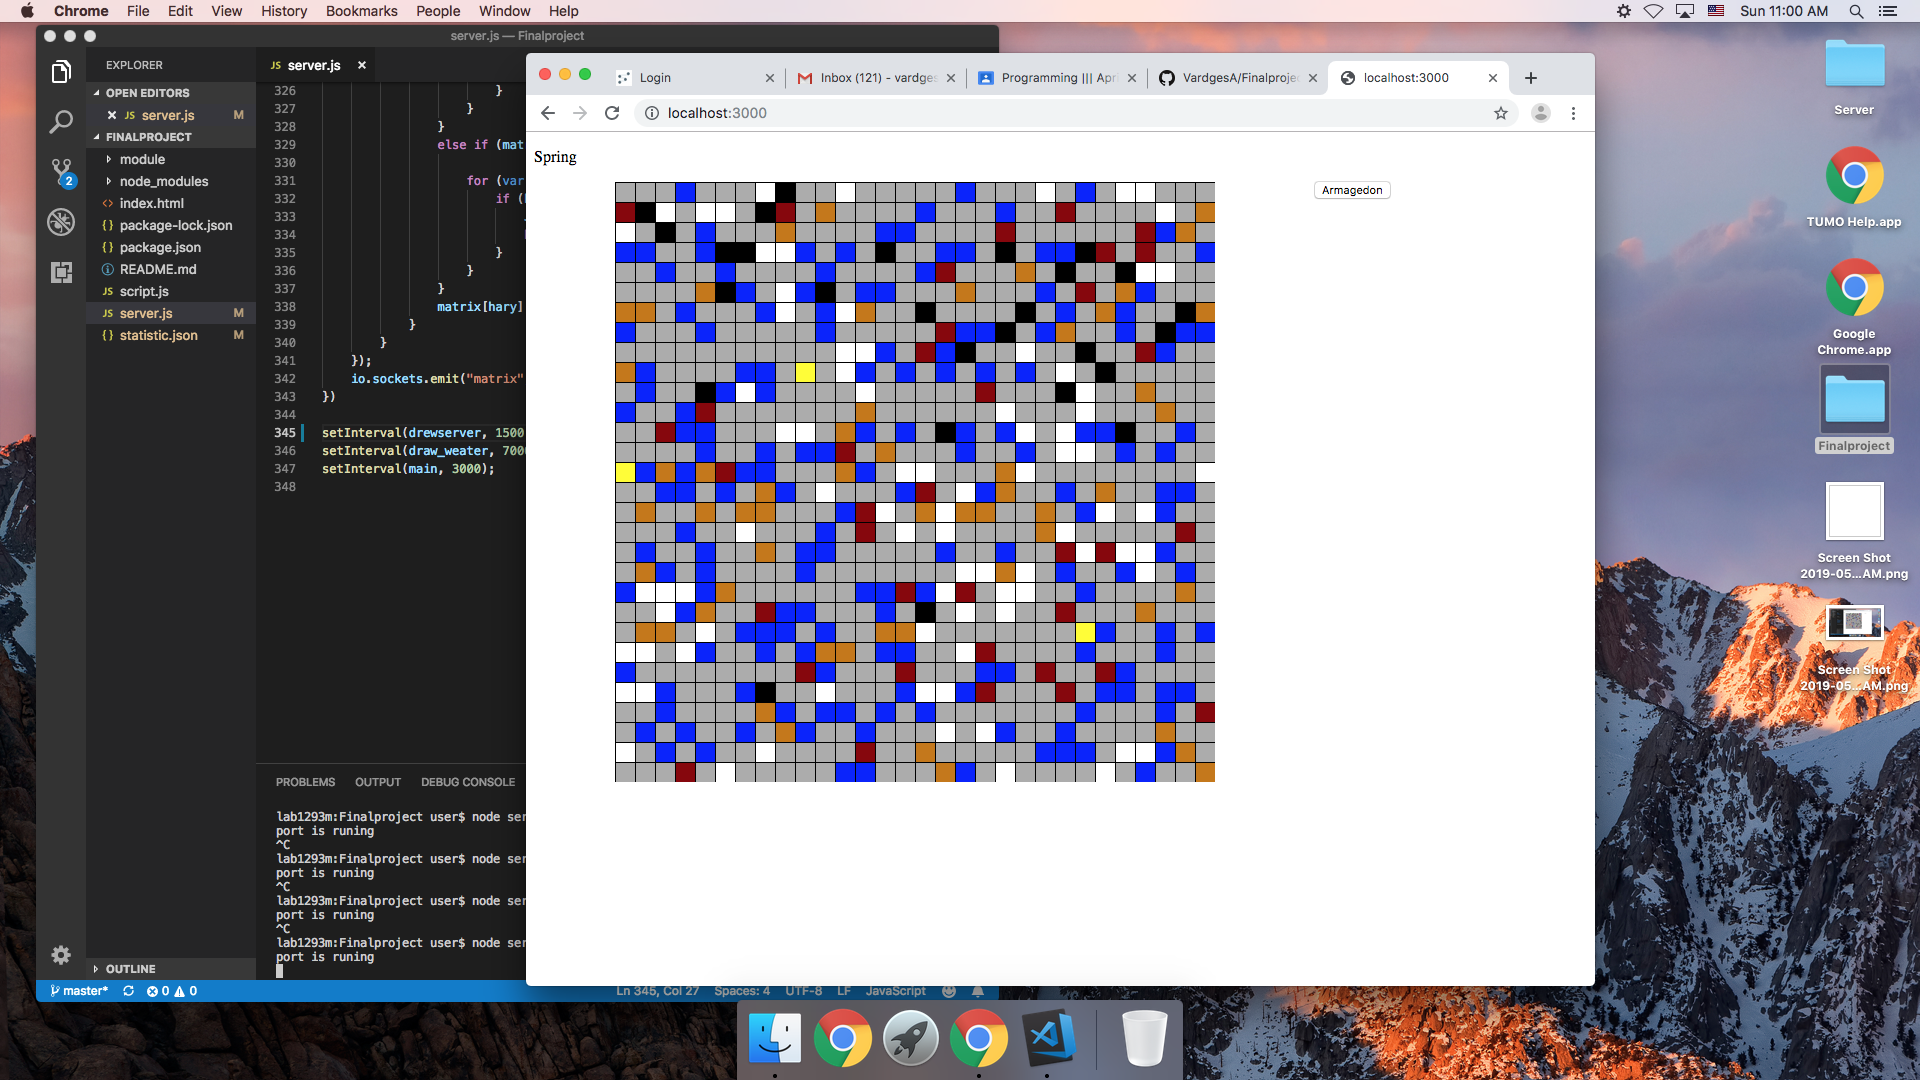 Chrome File Edit View History Bookmarks People Window Help
Sun 11:00 AM
server.js — Finalproject
EXPLORER
OPEN EDITORS
JS server.js M
FINALPROJECT
module
node_modules
<> index.html
{} package-lock.json
{} package.json
README.md
JS script.js
JS server.js M
{} statistic.json M
OUTLINE
JS server.js
326 }
327 }
328 }
329 else if (mat
330
331 for (var
332 if (
333
334
335 }
336 }
337 }
338 matrix[hary]
339 }
340 }
341 });
342 io.sockets.emit("matrix"
343 })
344
345 setInterval(drewserver, 1500
346 setInterval(draw_weater, 700
347 setInterval(main, 3000);
348
PROBLEMS OUTPUT DEBUG CONSOLE
lab1293m:Finalproject user$ node ser
port is runing
^C
lab1293m:Finalproject user$ node ser
port is runing
^C
lab1293m:Finalproject user$ node ser
port is runing
^C
lab1293m:Finalproject user$ node ser
port is runing
master* 0 0
Ln 345, Col 27 Spaces: 4 UTF-8 LF JavaScript
2
Login
Inbox (121) - vardges
Programming ||| Apri
VardgesA/Finalproje
localhost:3000
localhost:3000
Spring
Armagedon
Server
TUMO Help.app
Google
Chrome.app
Finalproject
Screen Shot
2019-05...AM.png
Screen Shot
2019-05...AM.png